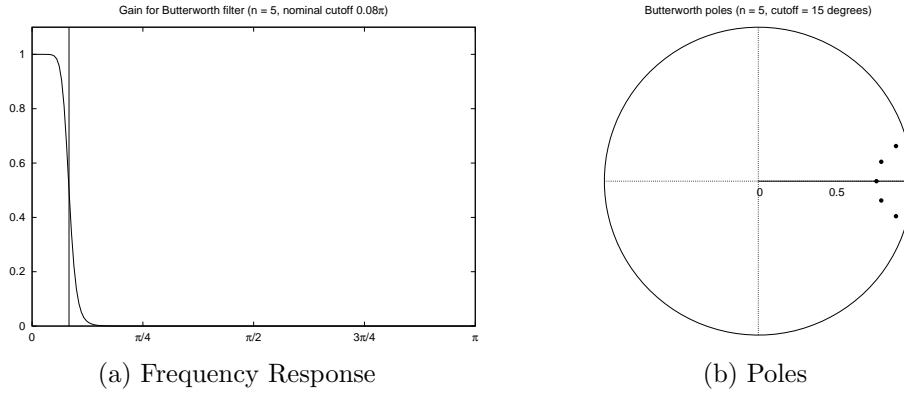 Gain for Butterworth filter (n = 5, nominal cutoff 0.08π)
1
0.8
0.6
0.4
0.2
0
0
π/4
π/2
3π/4
π
(a) Frequency Response
Butterworth poles (n = 5, cutoff = 15 degrees)
0
0.5
(b) Poles